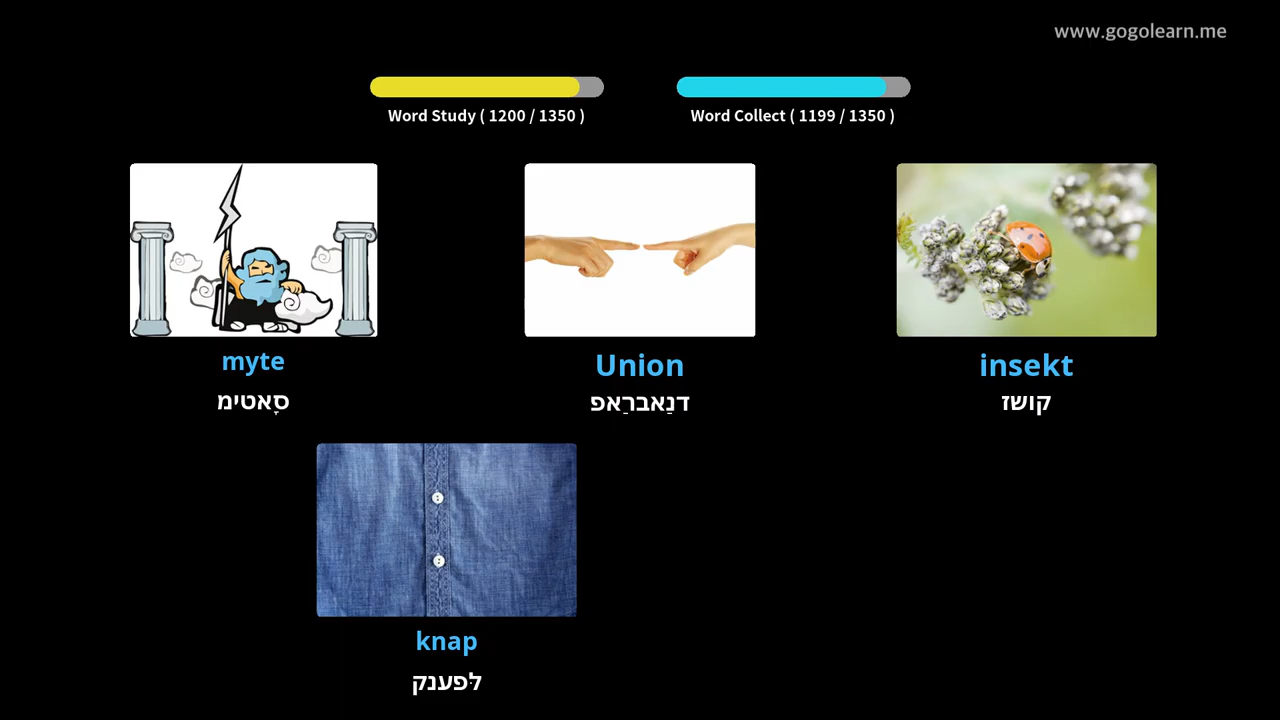 www.gogolearn.me
Word Study ( 1200 / 1350 )
Word Collect ( 1199 / 1350 )
myte
סָאטימ
Union
דנַאברַאפ
insekt
קושז
knap
לּפענק